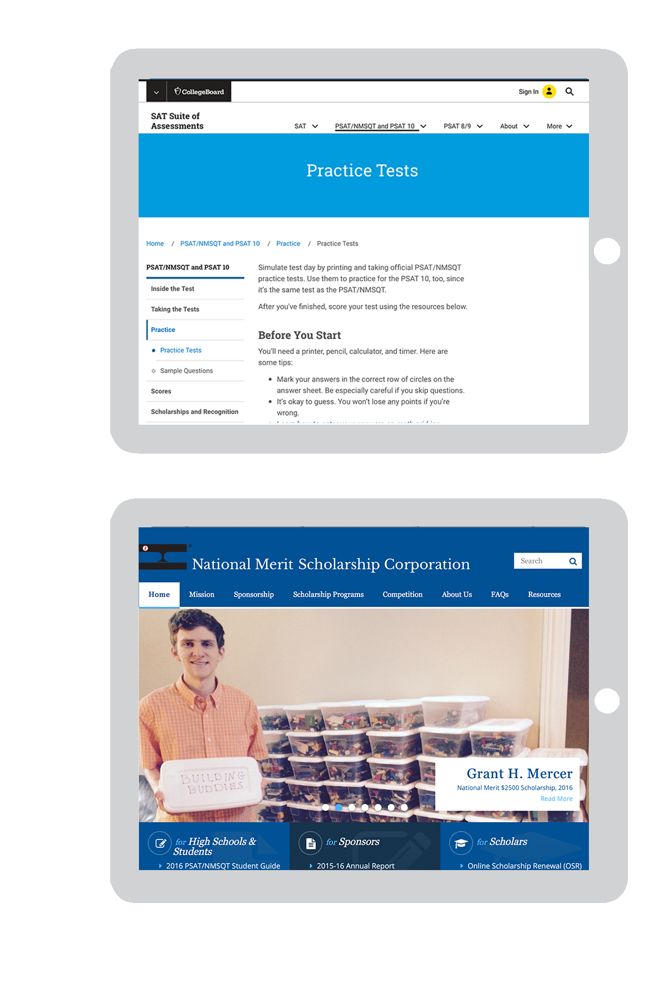 CollegeBoard
Sign In
SAT Suite of
Assessments
SAT
PSAT/NMSQT and PSAT 10
PSAT 8/9
About
More
Practice Tests
Home / PSAT/NMSQT and PSAT 10 / Practice / Practice Tests
PSAT/NMSQT and PSAT 10
Inside the Test
Taking the Tests
Practice
Practice Tests
Sample Questions
Scores
Scholarships and Recognition
Simulate test day by printing and taking official PSAT/NMSQT
practice tests. Use them to practice for the PSAT 10, too, since
it's the same test as the PSAT/NMSQT.
After you've finished, score your test using the resources below.
Before You Start
You'll need a printer, pencil, calculator, and timer. Here are
some tips:
• Mark your answers in the correct row of circles on the
answer sheet. Be especially careful if you skip questions.
• It's okay to guess. You won't lose any points if you're
wrong.
National Merit Scholarship Corporation
Search
Home
Mission
Sponsorship
Scholarship Programs
Competition
About Us
FAQs
Resources
BUILDING
BUDDIES
Grant H. Mercer
National Merit $2500 Scholarship, 2016
Read More
for High Schools &
Students
2016 PSAT/NMSQT Student Guide
for Sponsors
2015-16 Annual Report
for Scholars
Online Scholarship Renewal (OSR)